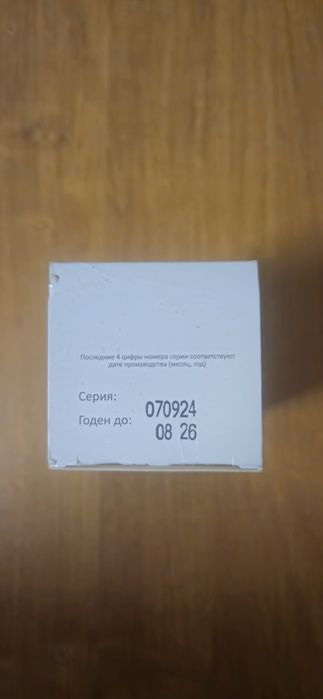 Последние 4 цифры номера серии соответствуют
дате производства (месяц, год)
Серия: 070924
Годен до: 08 26